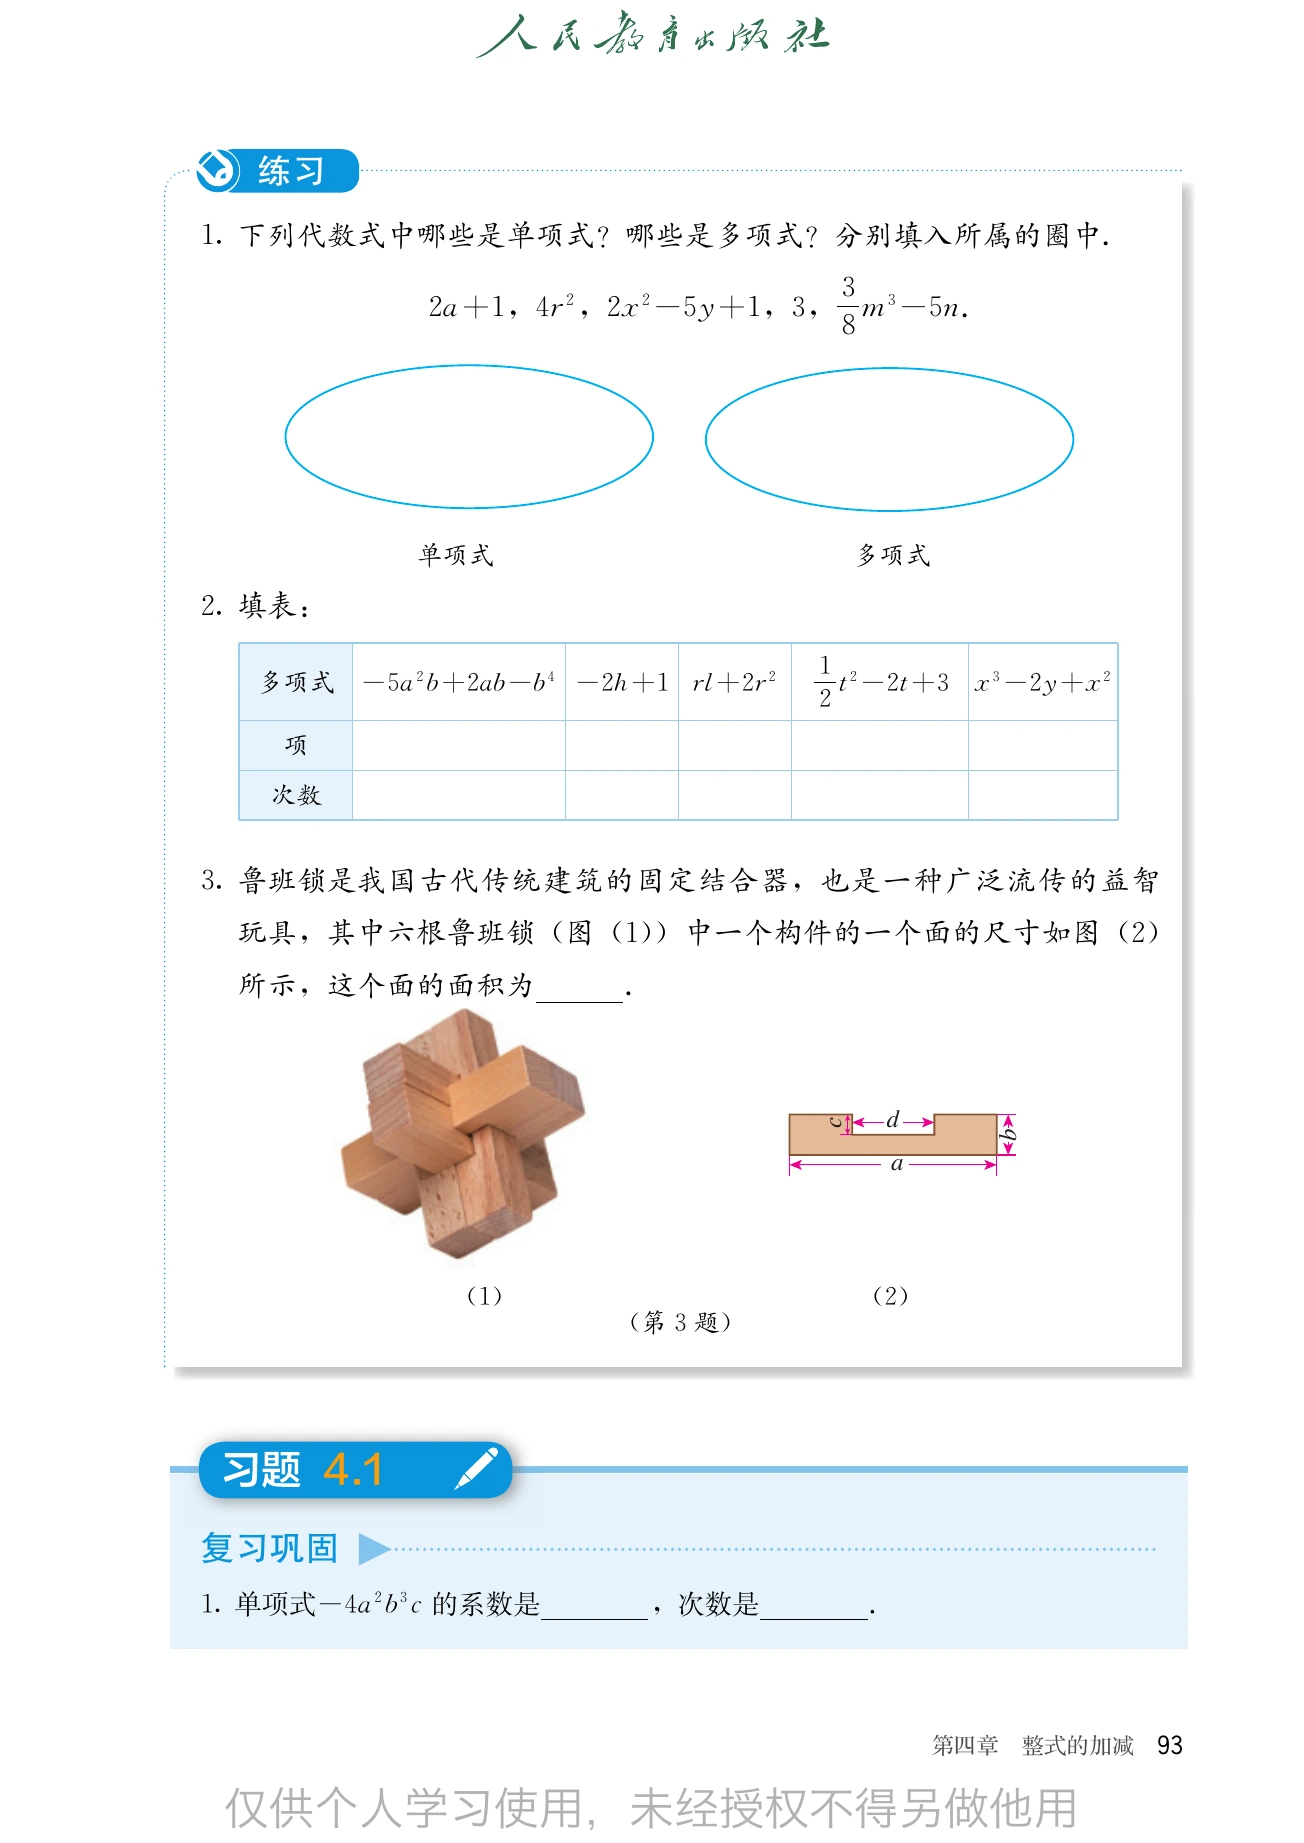 人民教育出版社
练习
1. 下列代数式中哪些是单项式？哪些是多项式？分别填入所属的圈中.
2a+1，4r²，2x²-5y+1，3，3/8 m³-5n.
单项式 多项式
2. 填表：
多项式 -5a²b+2ab-b⁴ -2h+1 rl+2r² 1/2 t²-2t+3 x³-2y+x²
项
次数
3. 鲁班锁是我国古代传统建筑的固定结合器，也是一种广泛流传的益智
玩具，其中六根鲁班锁（图（1））中一个构件的一个面的尺寸如图（2）
所示，这个面的面积为______.
c d b
a
（1） （2）
（第 3 题）
习题 4.1
复习巩固
1. 单项式-4a²b³c 的系数是______，次数是______.
第四章 整式的加减 93
仅供个人学习使用，未经授权不得另做他用